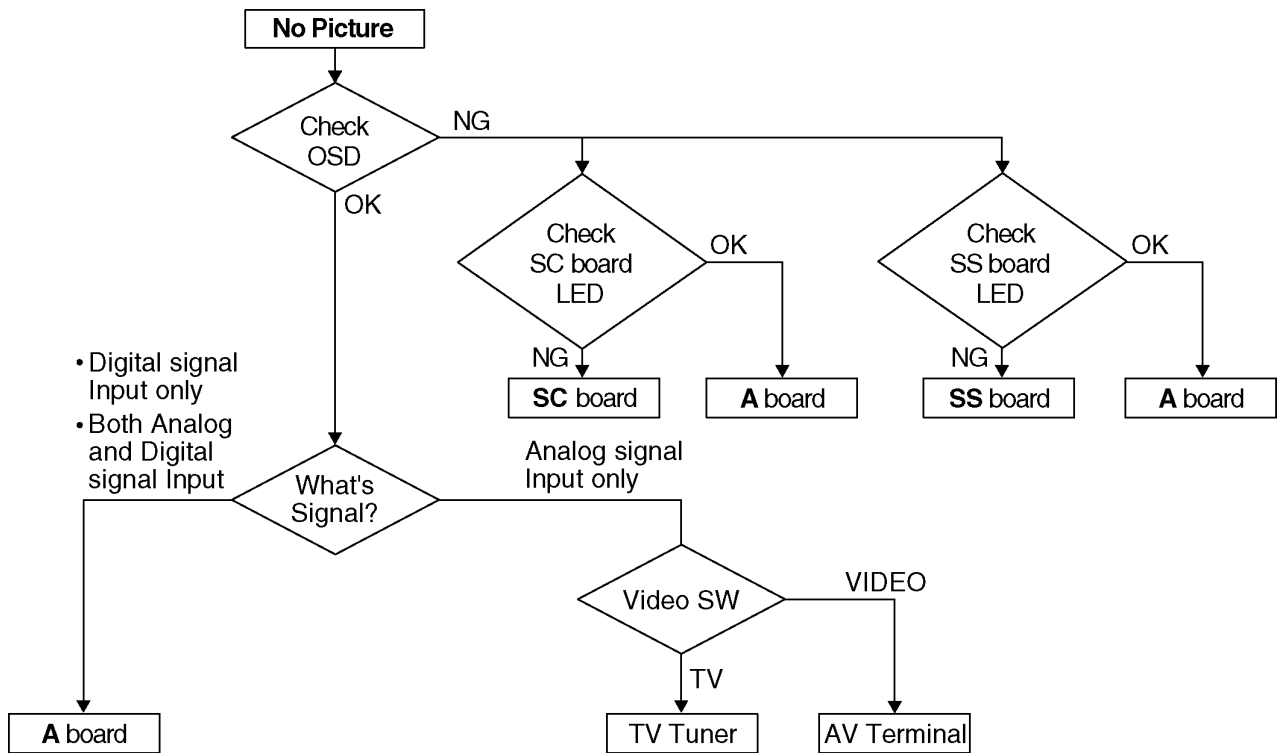 No Picture
Check
OSD
NG
OK
Check
SC board
LED
OK
NG
SC board
A board
Check
SS board
LED
OK
NG
SS board
A board
• Digital signal
Input only
• Both Analog
and Digital
signal Input
What's
Signal?
Analog signal
Input only
Video SW
VIDEO
TV
A board
TV Tuner
AV Terminal